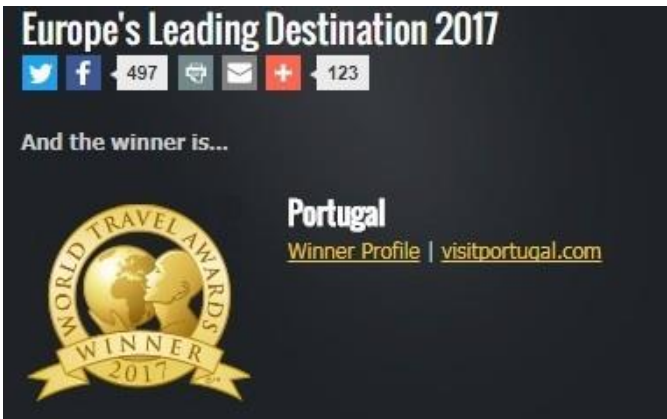 Europe's Leading Destination 2017
497
123
And the winner is...
WORLD TRAVEL AWARDS
WINNER
2017
Portugal
Winner Profile | visitportugal.com